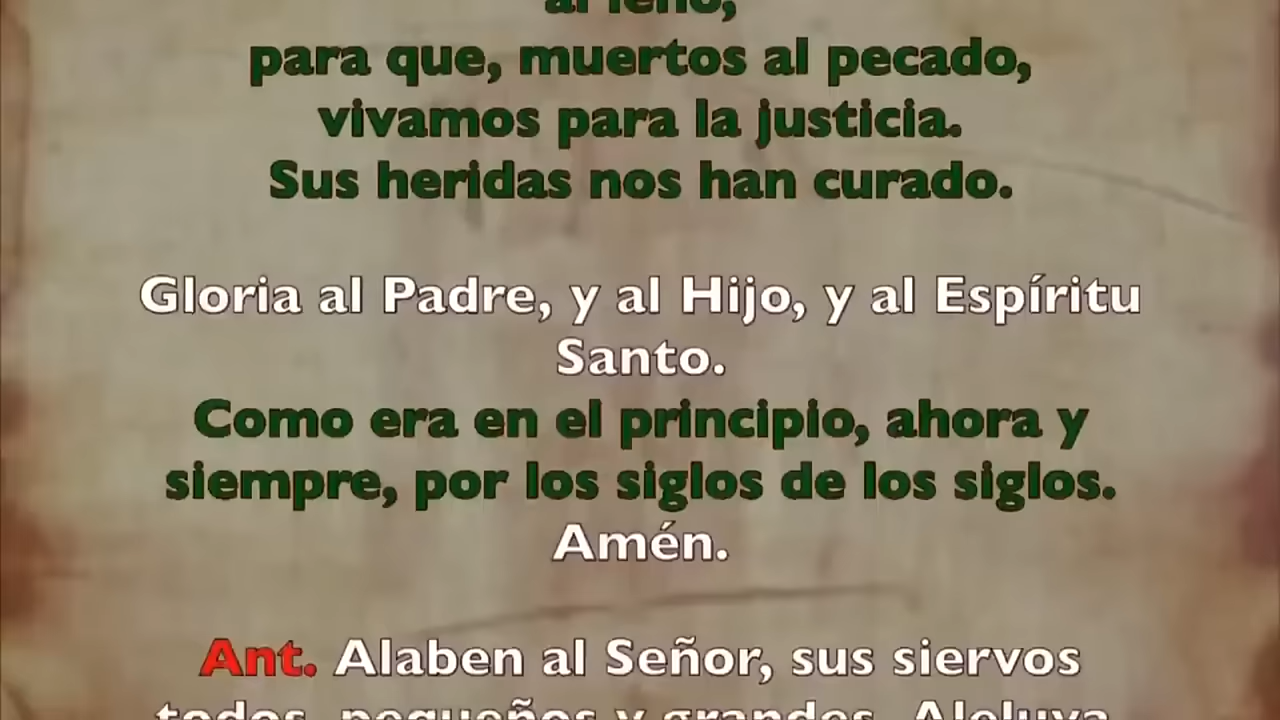 al leño,
para que, muertos al pecado,
vivamos para la justicia.
Sus heridas nos han curado.
Gloria al Padre, y al Hijo, y al Espíritu
Santo.
Como era en el principio, ahora y
siempre, por los siglos de los siglos.
Amén.
Ant. Alaben al Señor, sus siervos
todos, pequeños y grandes. Aleluya